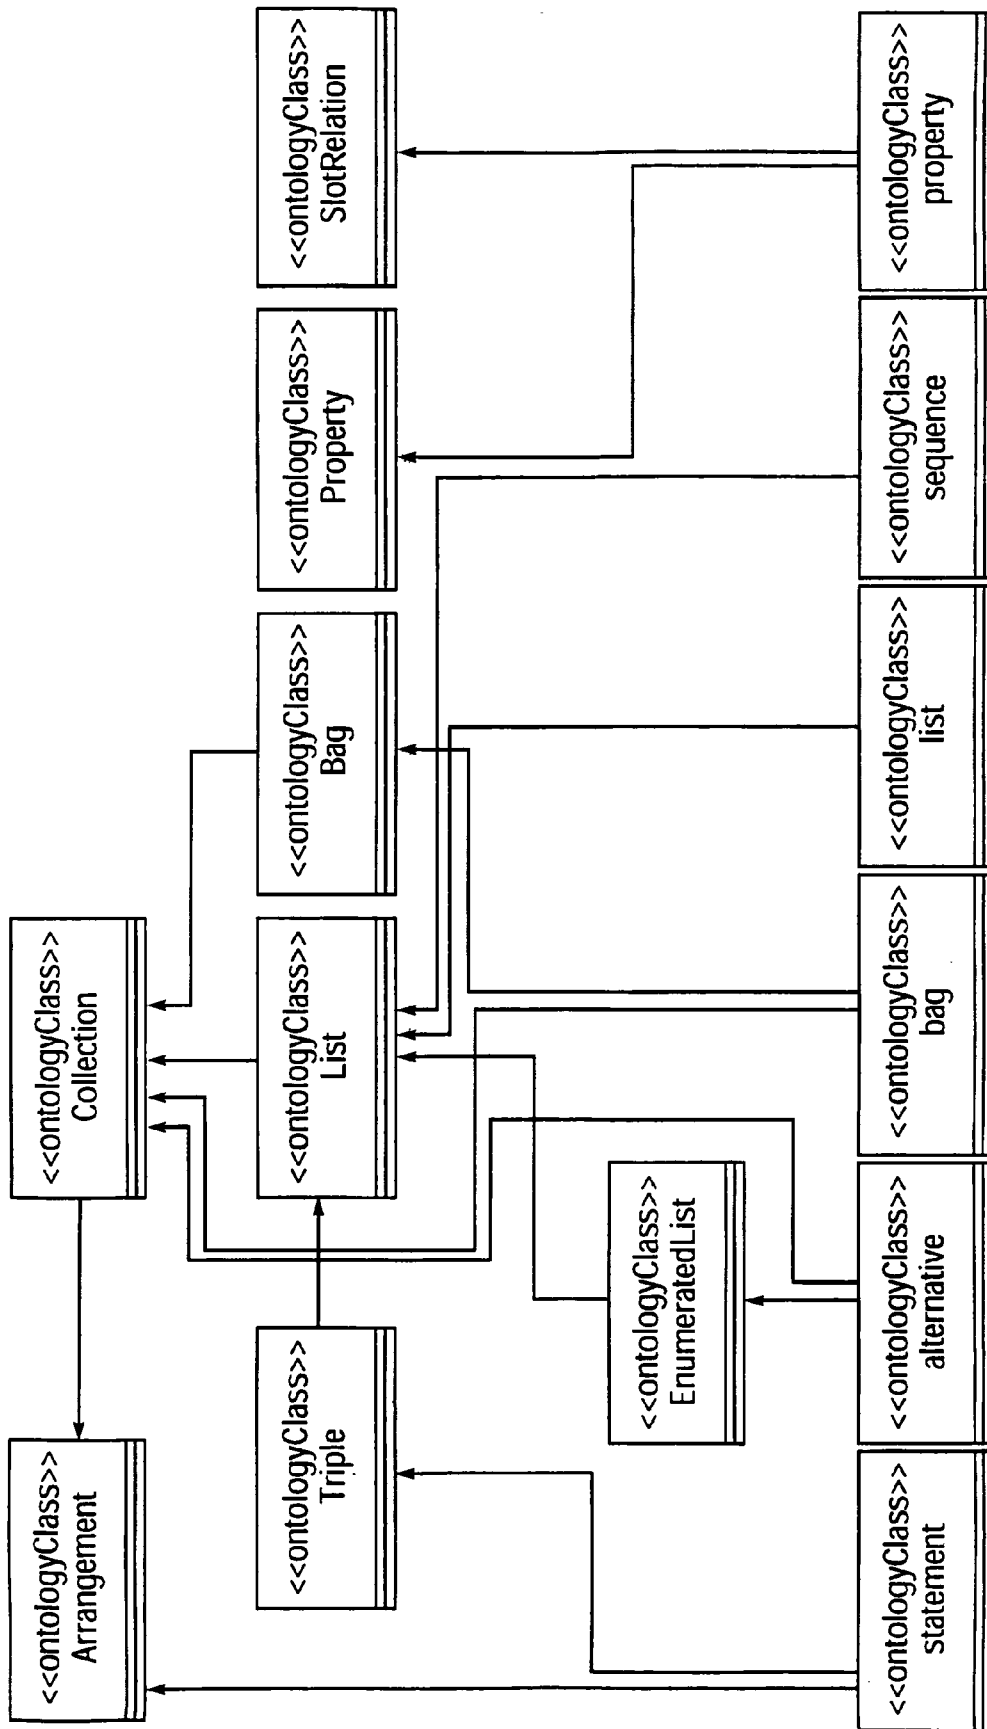 <<ontologyClass>>
Arrangement
<<ontologyClass>>
Collection
<<ontologyClass>>
Triple
<<ontologyClass>>
List
<<ontologyClass>>
Bag
<<ontologyClass>>
Property
<<ontologyClass>>
SlotRelation
<<ontologyClass>>
EnumeratedList
<<ontologyClass>>
statement
<<ontologyClass>>
alternative
<<ontologyClass>>
bag
<<ontologyClass>>
list
<<ontologyClass>>
sequence
<<ontologyClass>>
property